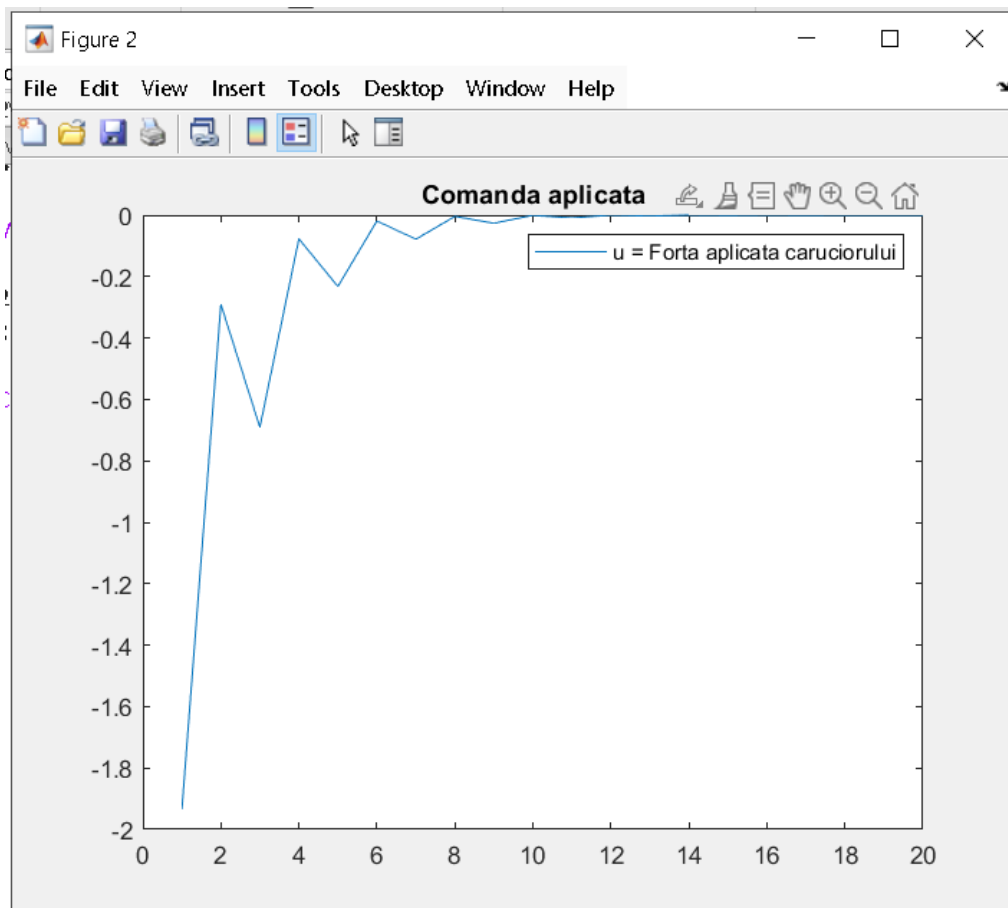 Figure 2
File Edit View Insert Tools Desktop Window Help
Comanda aplicata
u = Forta aplicata caruciorului
0
-0.2
-0.4
-0.6
-0.8
-1
-1.2
-1.4
-1.6
-1.8
-2
0 2 4 6 8 10 12 14 16 18 20